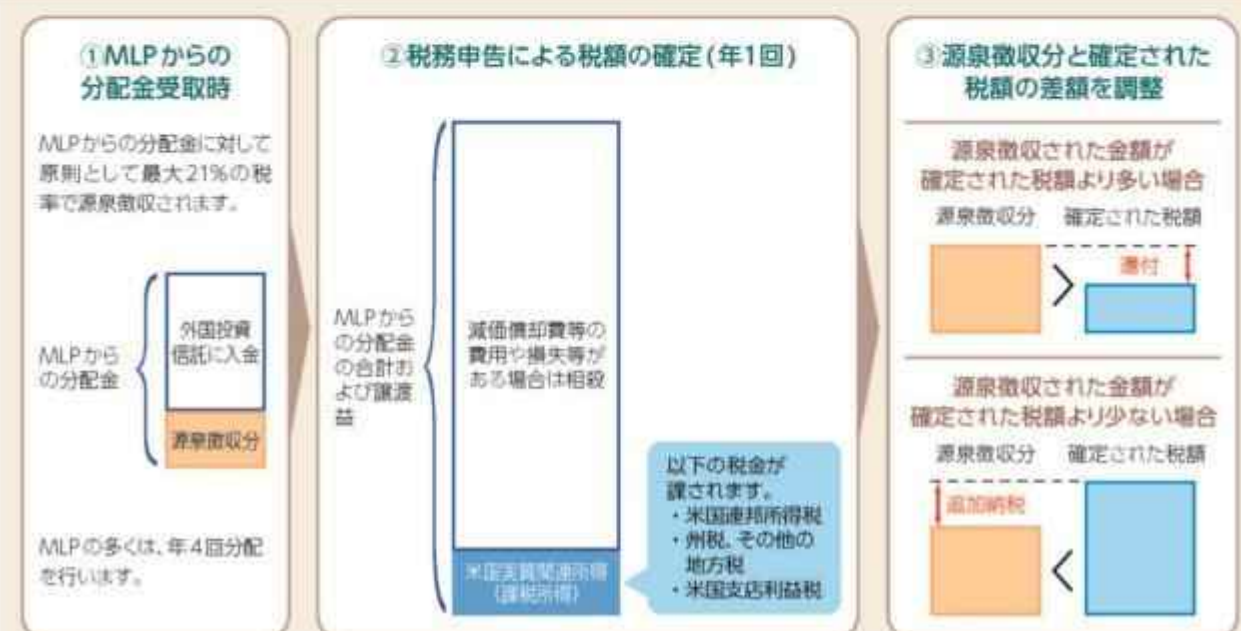 ①MLPからの
分配金受取時
MLPからの分配金に対して
原則として最大21%の税
率で源泉徴収されます。
MLPから
の分配金
外国投資
信託に入金
源泉徴収分
MLPの多くは、年4回分配
を行います。
②税務申告による税額の確定(年1回)
MLPから
の分配金
の合計お
よび譲渡
益
減価償却費等の
費用や損失等が
ある場合は相殺
米国実質関連所得
(課税所得)
以下の税金が
課されます。
・米国連邦所得税
・州税、その他の
地方税
・米国支店利益税
③源泉徴収分と確定された
税額の差額を調整
源泉徴収された金額が
確定された税額より多い場合
源泉徴収分 確定された税額
>
還付
源泉徴収された金額が
確定された税額より少ない場合
源泉徴収分 確定された税額
追加納税
<